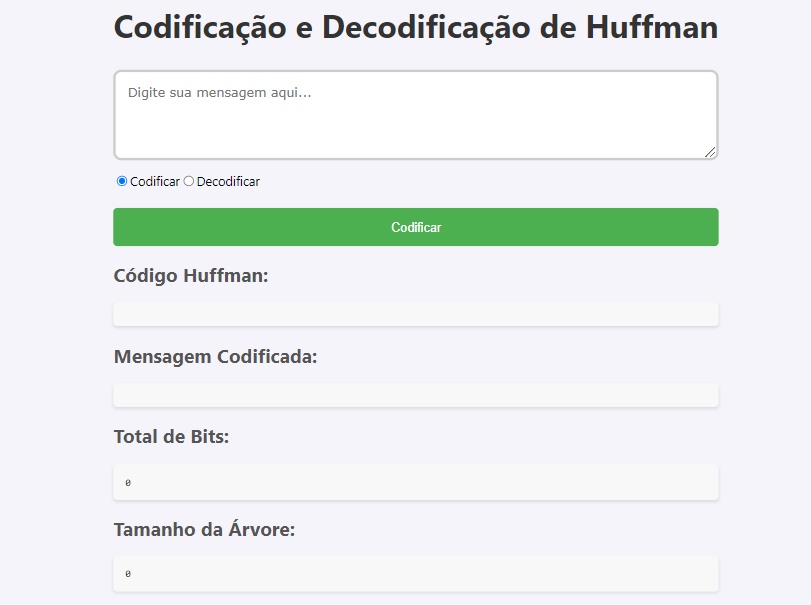 Codificação e Decodificação de Huffman
Digite sua mensagem aqui...
Codificar Decodificar
Codificar
Código Huffman:
Mensagem Codificada:
Total de Bits:
0
Tamanho da Árvore:
0